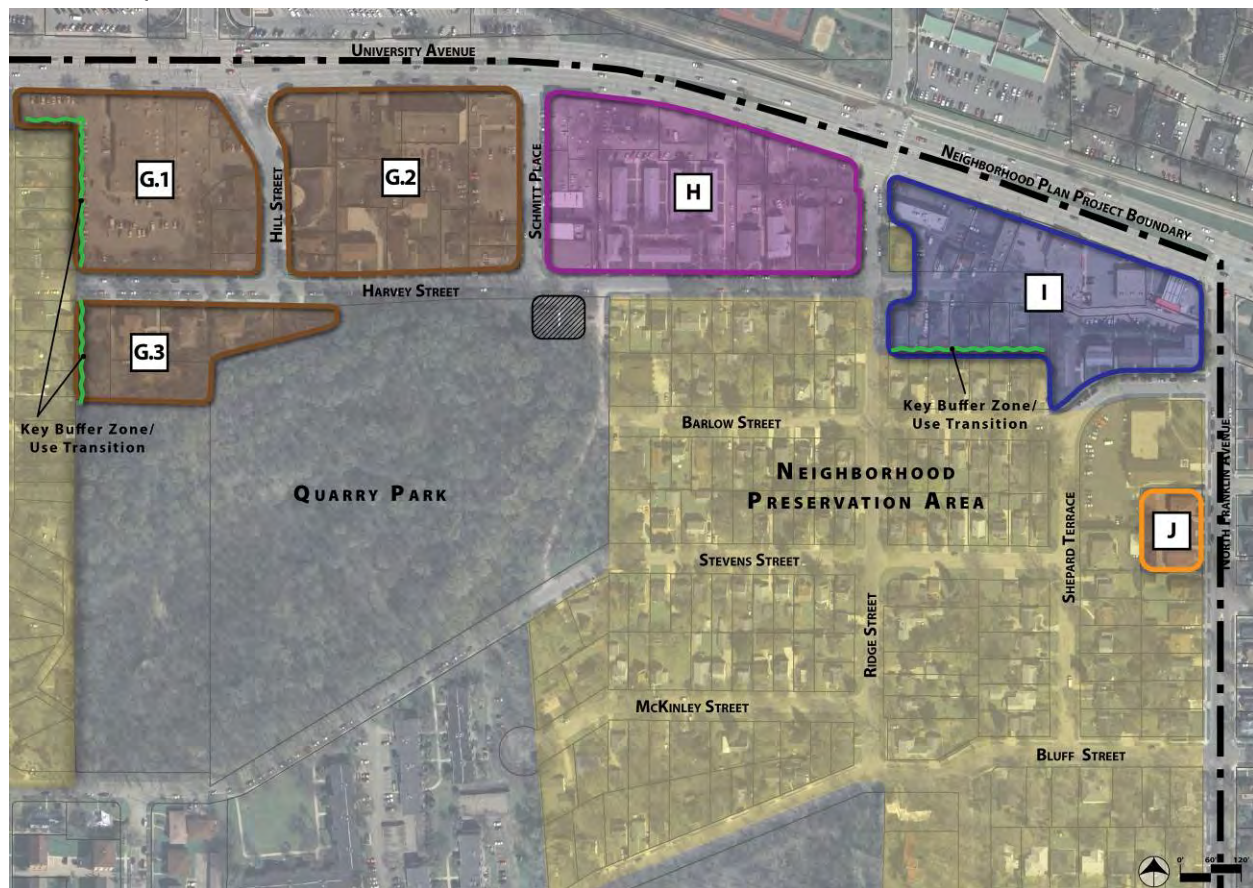 UNIVERSITY AVENUE
G.1
HILL STREET
G.2
SCHMITT PLACE
H
NEIGHBORHOOD PLAN PROJECT BOUNDARY
HARVEY STREET
I
G.3
Key Buffer Zone/
Use Transition
Key Buffer Zone/
Use Transition
BARLOW STREET
QUARRY PARK
NEIGHBORHOOD
PRESERVATION AREA
NORTH FRANKLIN AVENUE
J
STEVENS STREET
SHEPARD TERRACE
RIDGE STREET
MCKINLEY STREET
BLUFF STREET
0' 60' 120'